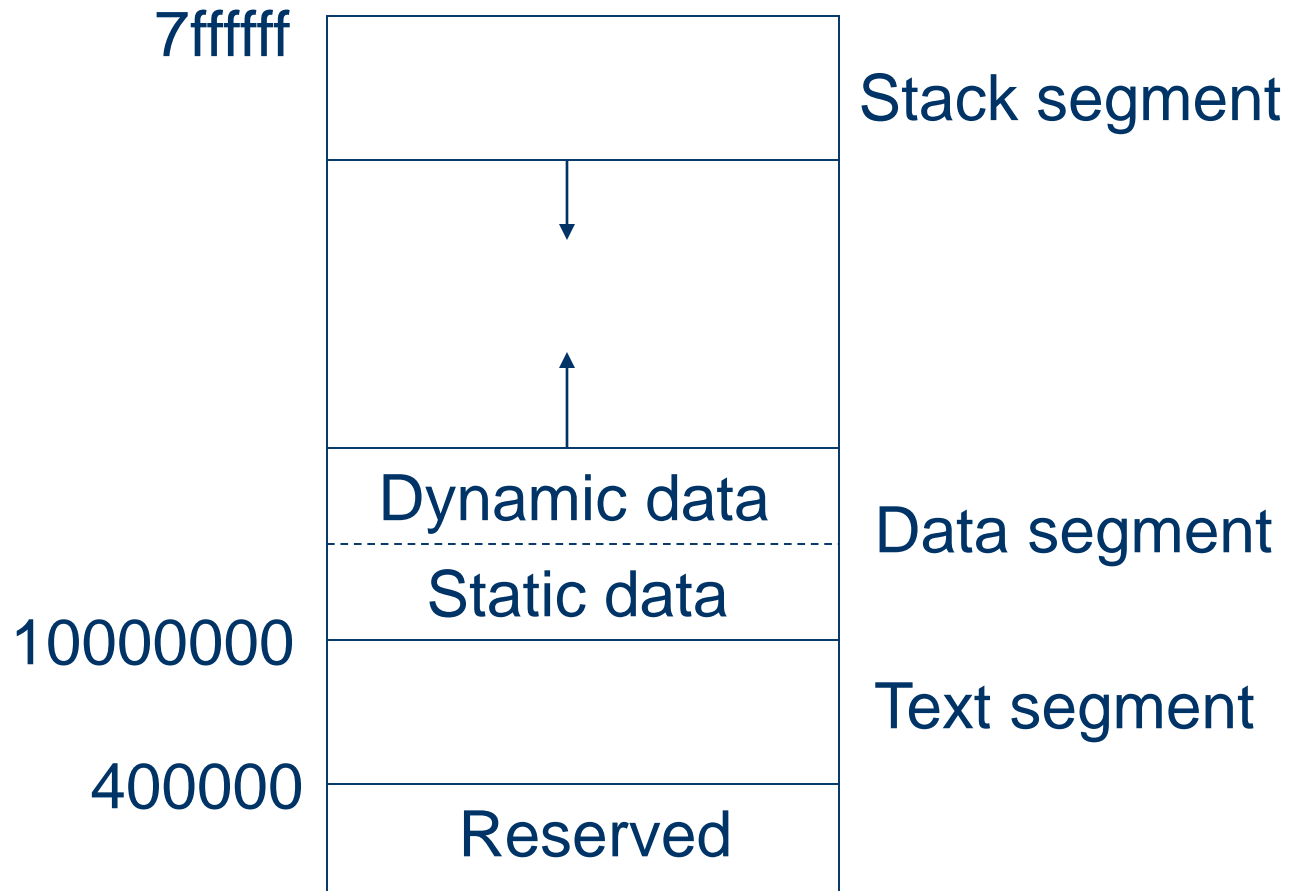 7ffffff
Stack segment
Dynamic data
Data segment
Static data
10000000
Text segment
400000
Reserved